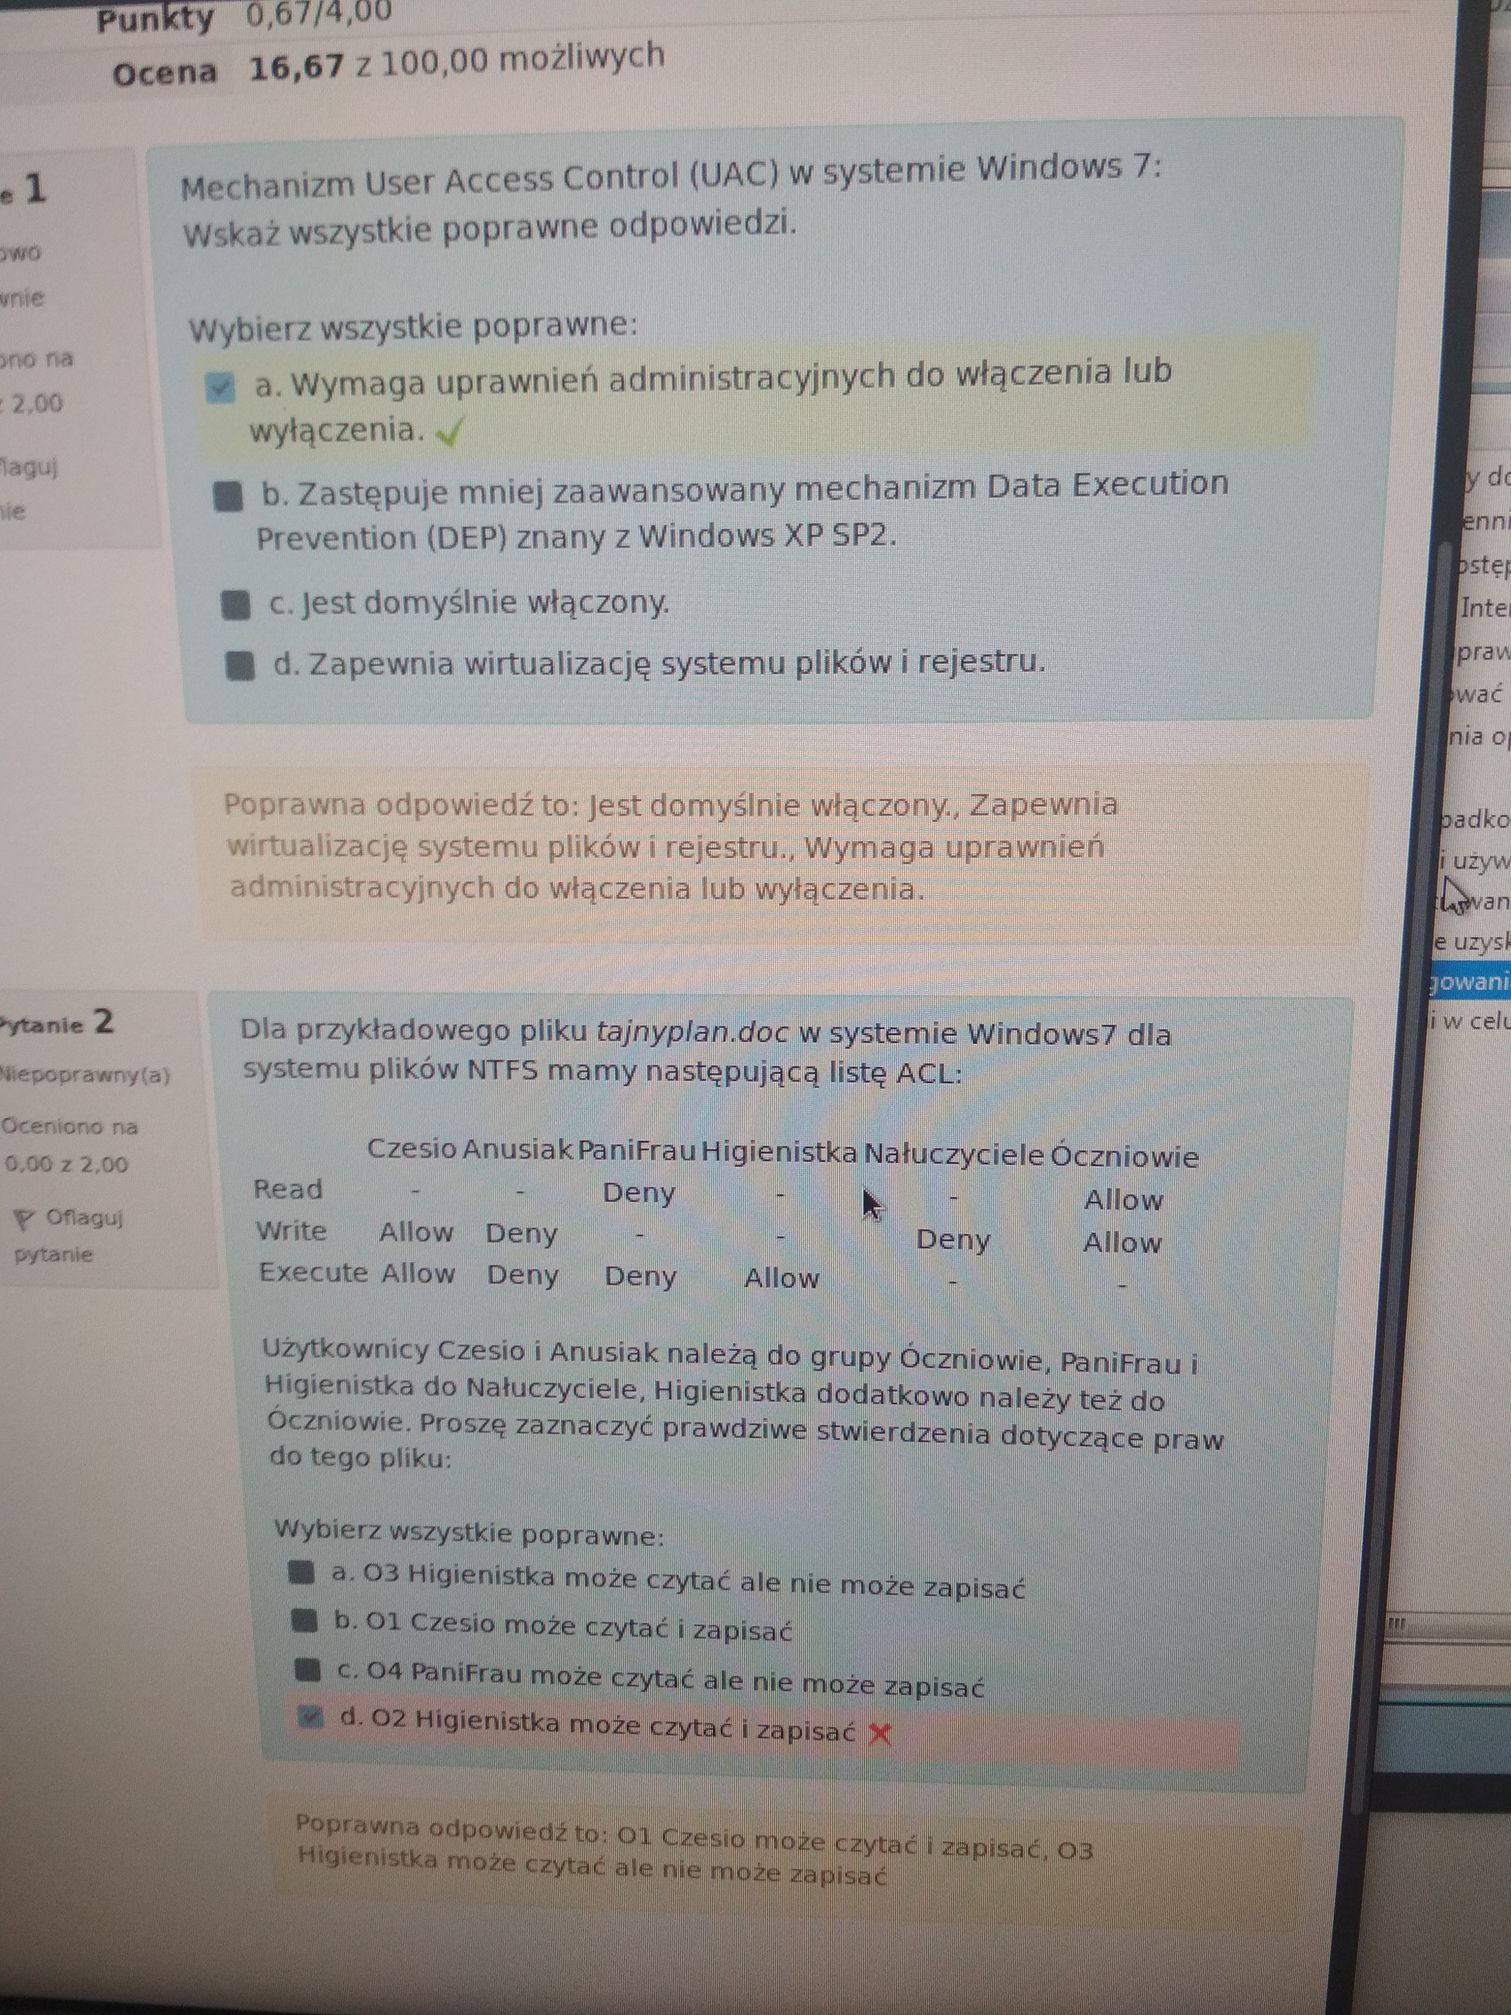 Punkty 0,67/4,00
Ocena 16,67 z 100,00 możliwych
e 1
owo
wnie
ono na
z 2,00
flaguj
nie
Mechanizm User Access Control (UAC) w systemie Windows 7:
Wskaż wszystkie poprawne odpowiedzi.
Wybierz wszystkie poprawne:
a. Wymaga uprawnień administracyjnych do włączenia lub
wyłączenia.
b. Zastępuje mniej zaawansowany mechanizm Data Execution
Prevention (DEP) znany z Windows XP SP2.
c. Jest domyślnie włączony.
d. Zapewnia wirtualizację systemu plików i rejestru.
Poprawna odpowiedź to: Jest domyślnie włączony., Zapewnia
wirtualizację systemu plików i rejestru., Wymaga uprawnień
administracyjnych do włączenia lub wyłączenia.
Pytanie 2
Niepoprawny(a)
Oceniono na
0,00 z 2,00
Oflaguj
pytanie
Dla przykładowego pliku tajnyplan.doc w systemie Windows7 dla
systemu plików NTFS mamy następującą listę ACL:
Czesio Anusiak PaniFrau Higienistka Nałuczyciele Óczniowie
Read - - Deny - - Allow
Write Allow Deny - - Deny Allow
Execute Allow Deny Deny Allow - -
Użytkownicy Czesio i Anusiak należą do grupy Óczniowie, PaniFrau i
Higienistka do Nałuczyciele, Higienistka dodatkowo należy też do
Óczniowie. Proszę zaznaczyć prawdziwe stwierdzenia dotyczące praw
do tego pliku:
Wybierz wszystkie poprawne:
a. O3 Higienistka może czytać ale nie może zapisać
b. O1 Czesio może czytać i zapisać
c. O4 PaniFrau może czytać ale nie może zapisać
d. O2 Higienistka może czytać i zapisać
Poprawna odpowiedź to: O1 Czesio może czytać i zapisać, O3
Higienistka może czytać ale nie może zapisać
y do
enni
ostęp
Inte
praw
ować
nia o
padko
i używ
wan
e uzysk
gowani
i w celu